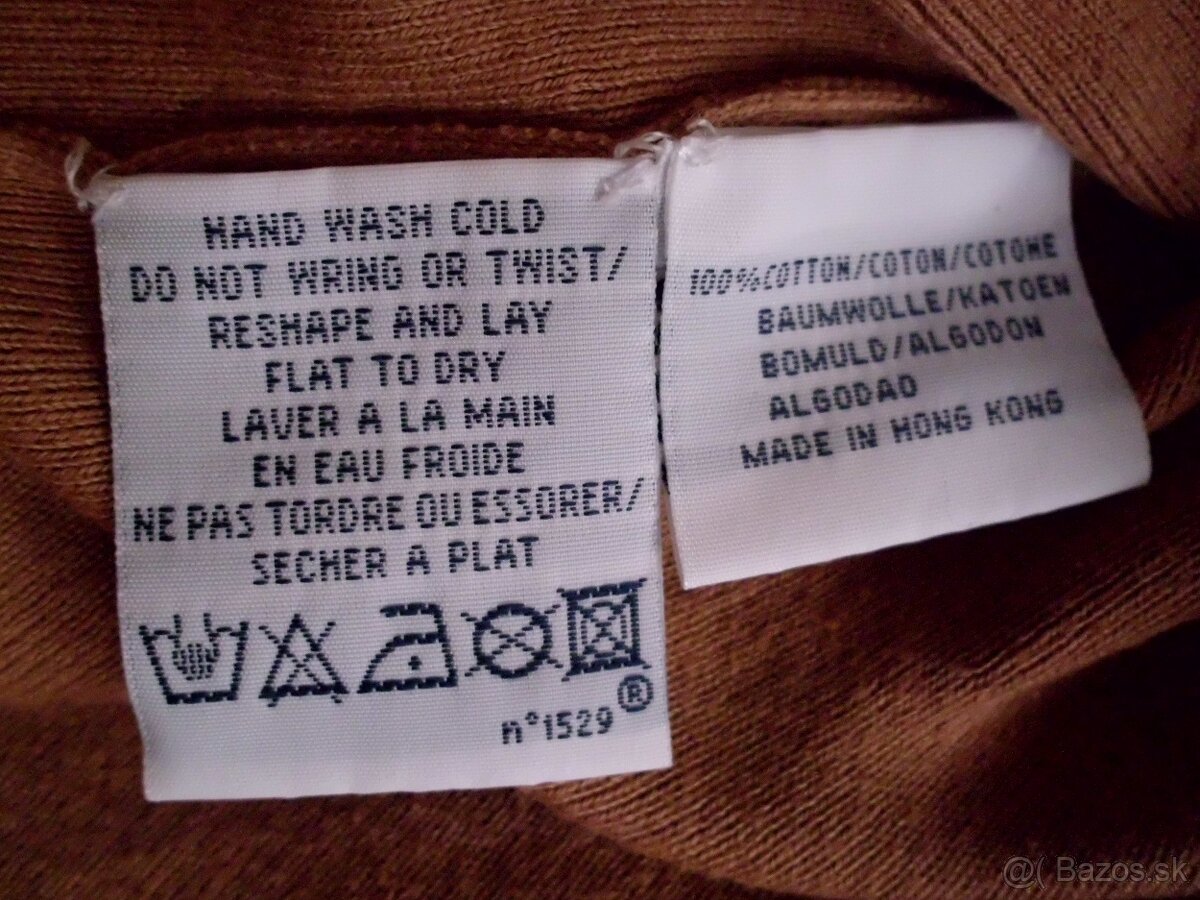 HAND WASH COLD
DO NOT WRING OR TWIST/
RESHAPE AND LAY
FLAT TO DRY
LAVER A LA MAIN
EN EAU FROIDE
NE PAS TORDRE OU ESSORER/
SECHER A PLAT
n°1529®
100%COTTON/COTON/COTONE
BAUMWOLLE/KATOEN
BOMULD/ALGODON
ALGODAO
MADE IN HONG KONG
@( Bazos.sk